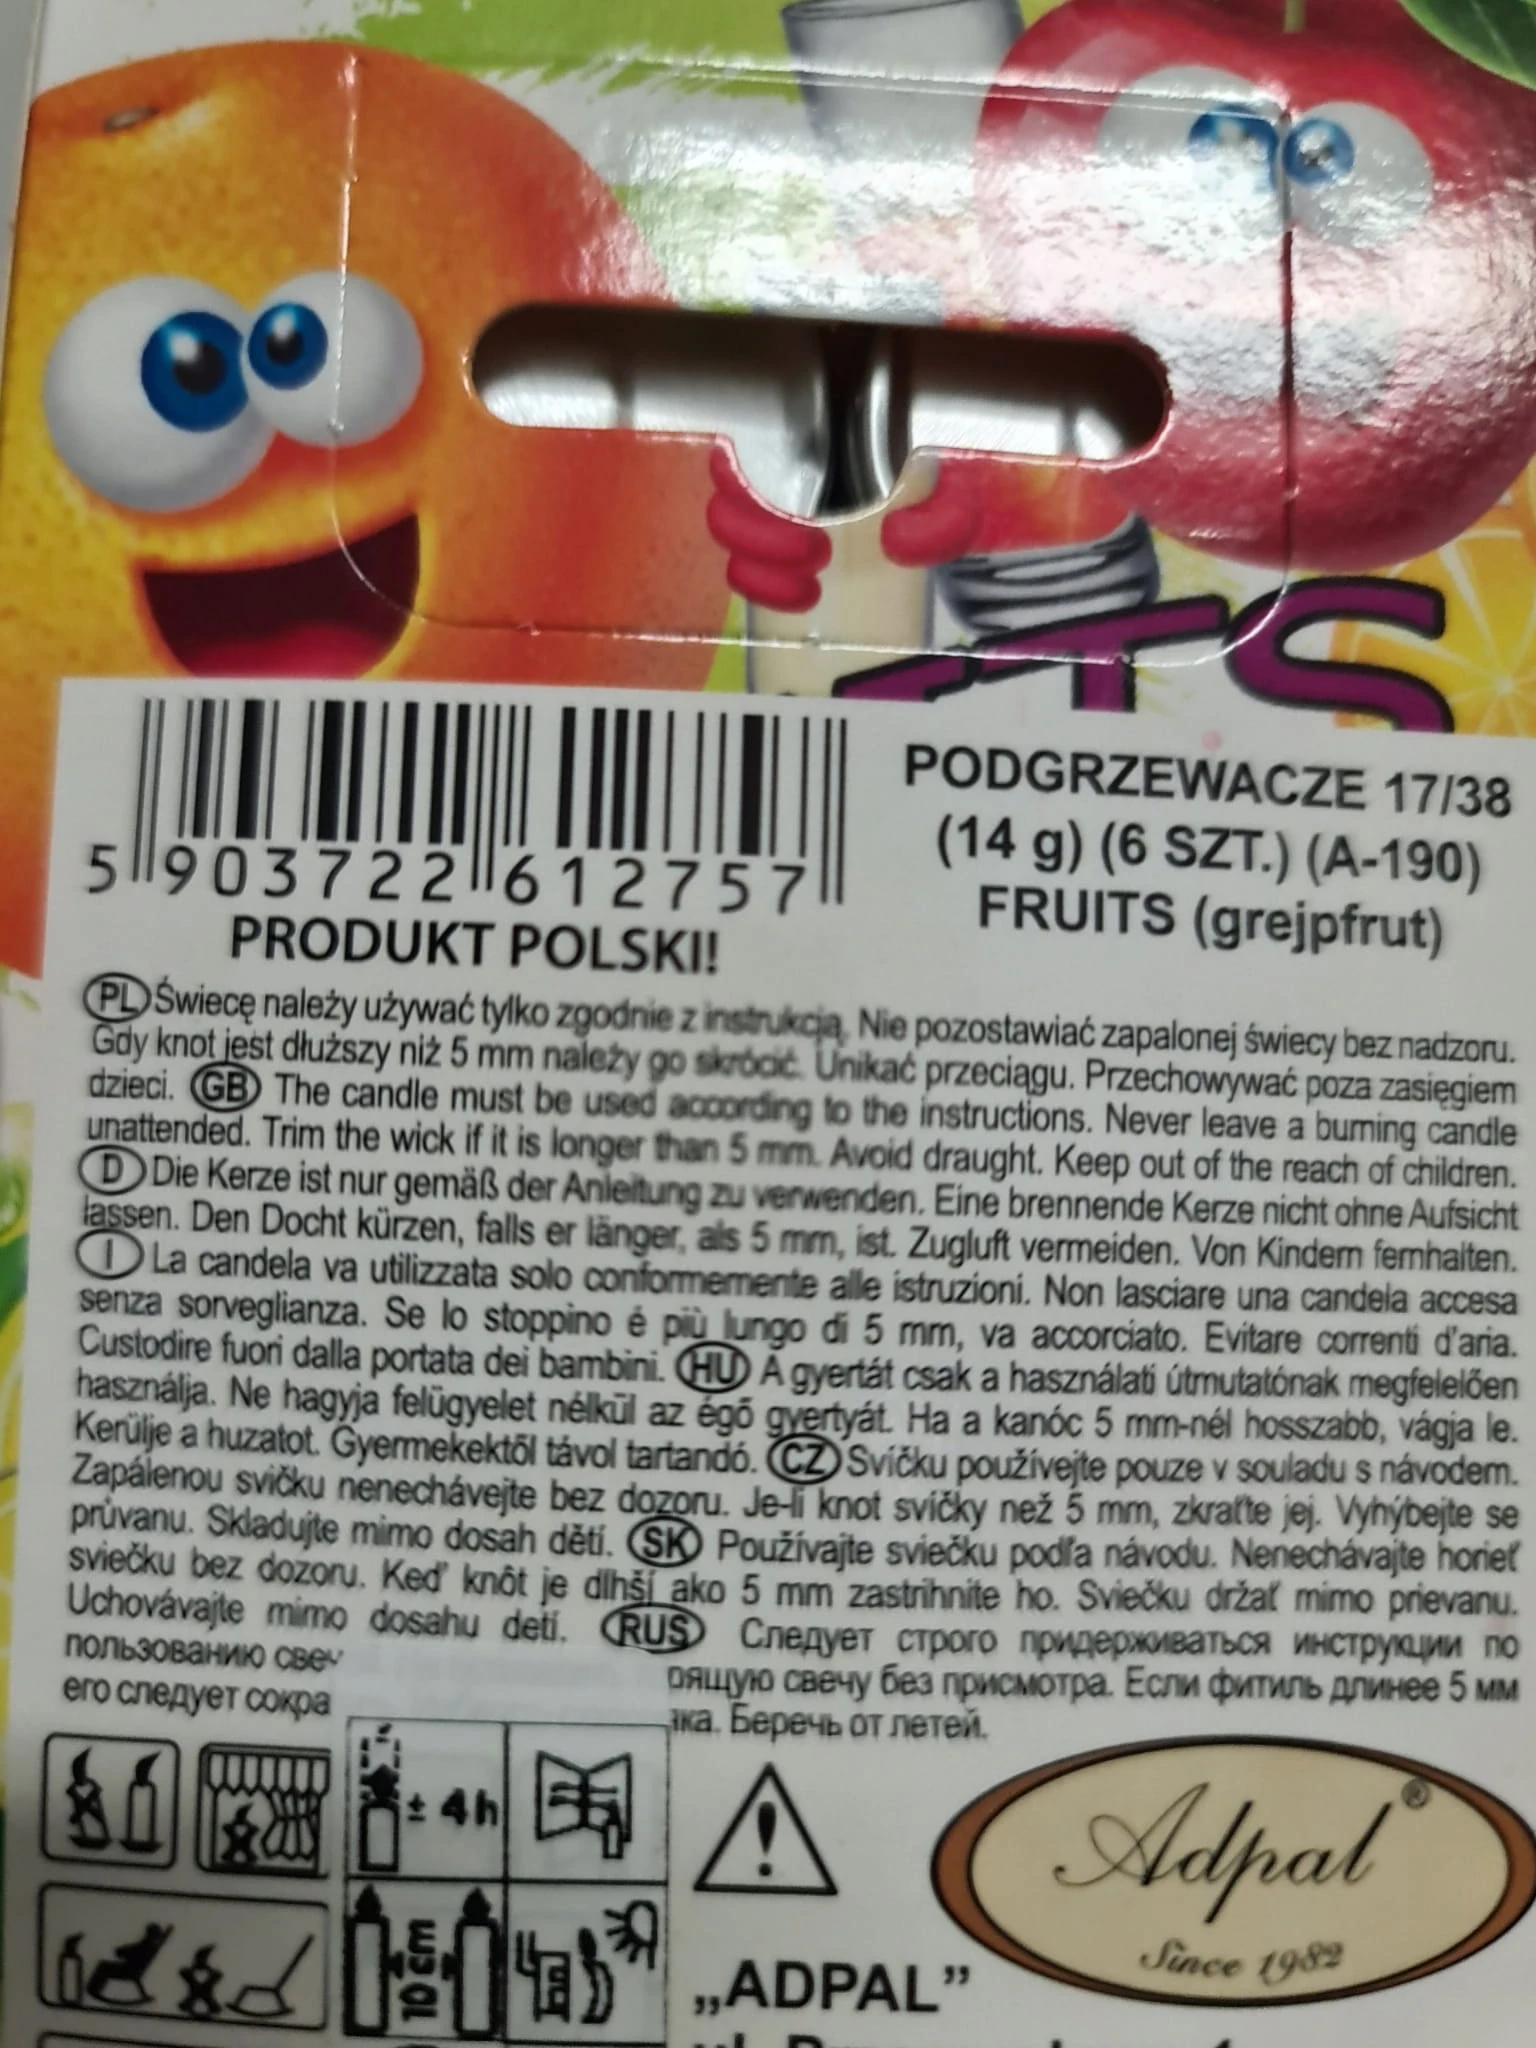 TS
5 903722 612757
PRODUKT POLSKI!
PODGRZEWACZE 17/38
(14 g) (6 SZT.) (A-190)
FRUITS (grejpfrut)
PL Świecę należy używać tylko zgodnie z instrukcją. Nie pozostawiać zapalonej świecy bez nadzoru.
Gdy knot jest dłuższy niż 5 mm należy go skrócić. Unikać przeciągu. Przechowywać poza zasięgiem
dzieci. GB The candle must be used according to the instructions. Never leave a burning candle
unattended. Trim the wick if it is longer than 5 mm. Avoid draught. Keep out of the reach of children.
D Die Kerze ist nur gemäß der Anleitung zu verwenden. Eine brennende Kerze nicht ohne Aufsicht
lassen. Den Docht kürzen, falls er länger, als 5 mm, ist. Zugluft vermeiden. Von Kindern fernhalten.
I La candela va utilizzata solo conformemente alle istruzioni. Non lasciare una candela accesa
senza sorveglianza. Se lo stoppino é più lungo di 5 mm, va accorciato. Evitare correnti d'aria.
Custodire fuori dalla portata dei bambini. HU A gyertát csak a használati útmutatónak megfelelően
használja. Ne hagyja felügyelet nélkül az égő gyertyát. Ha a kanóc 5 mm-nél hosszabb, vágja le.
Kerülje a huzatot. Gyermekektől távol tartandó. CZ Svíčku používejte pouze v souladu s návodem.
Zapálenou svičku nenechávejte bez dozoru. Je-li knot svíčky než 5 mm, zkraťte jej. Vyhýbejte se
průvanu. Skladujte mimo dosah dětí. SK Používajte sviečku podľa návodu. Nenechávajte horieť
sviečku bez dozoru. Keď knôt je dlhší ako 5 mm zastrihnite ho. Sviečku držať mimo prievanu.
Uchovávajte mimo dosahu detí. RUS Следует строго придерживаться инструкции по
пользованию свеч орящую свечу без присмотра. Если фитиль длинее 5 мм
его следует сокра яка. Беречь от летей.
± 4h
10 cm
Adpal®
Since 1982
„ADPAL”